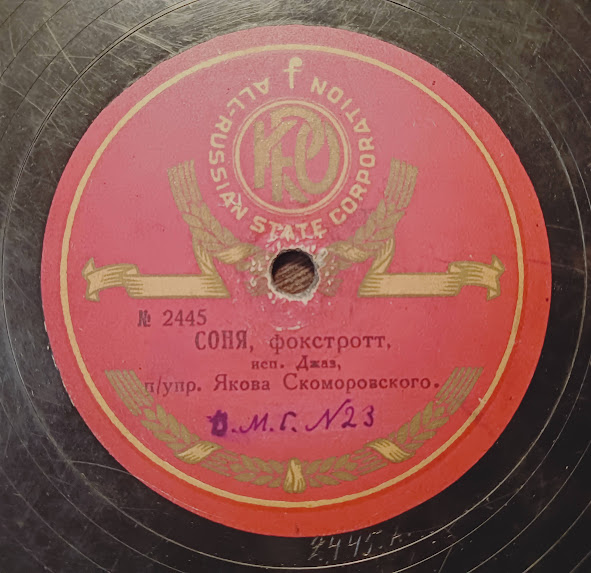 ALL-RUSSIAN STATE CORPORATION
№ 2445
СОНЯ, фокстротт,
исп. Джаз,
п/упр. Якова Скоморовского.
В.М.Г. №23
2445.